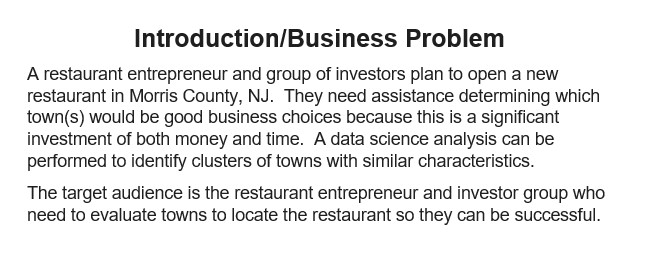 Introduction/Business Problem
A restaurant entrepreneur and group of investors plan to open a new
restaurant in Morris County, NJ.  They need assistance determining which
town(s) would be good business choices because this is a significant
investment of both money and time.  A data science analysis can be
performed to identify clusters of towns with similar characteristics.
The target audience is the restaurant entrepreneur and investor group who
need to evaluate towns to locate the restaurant so they can be successful.